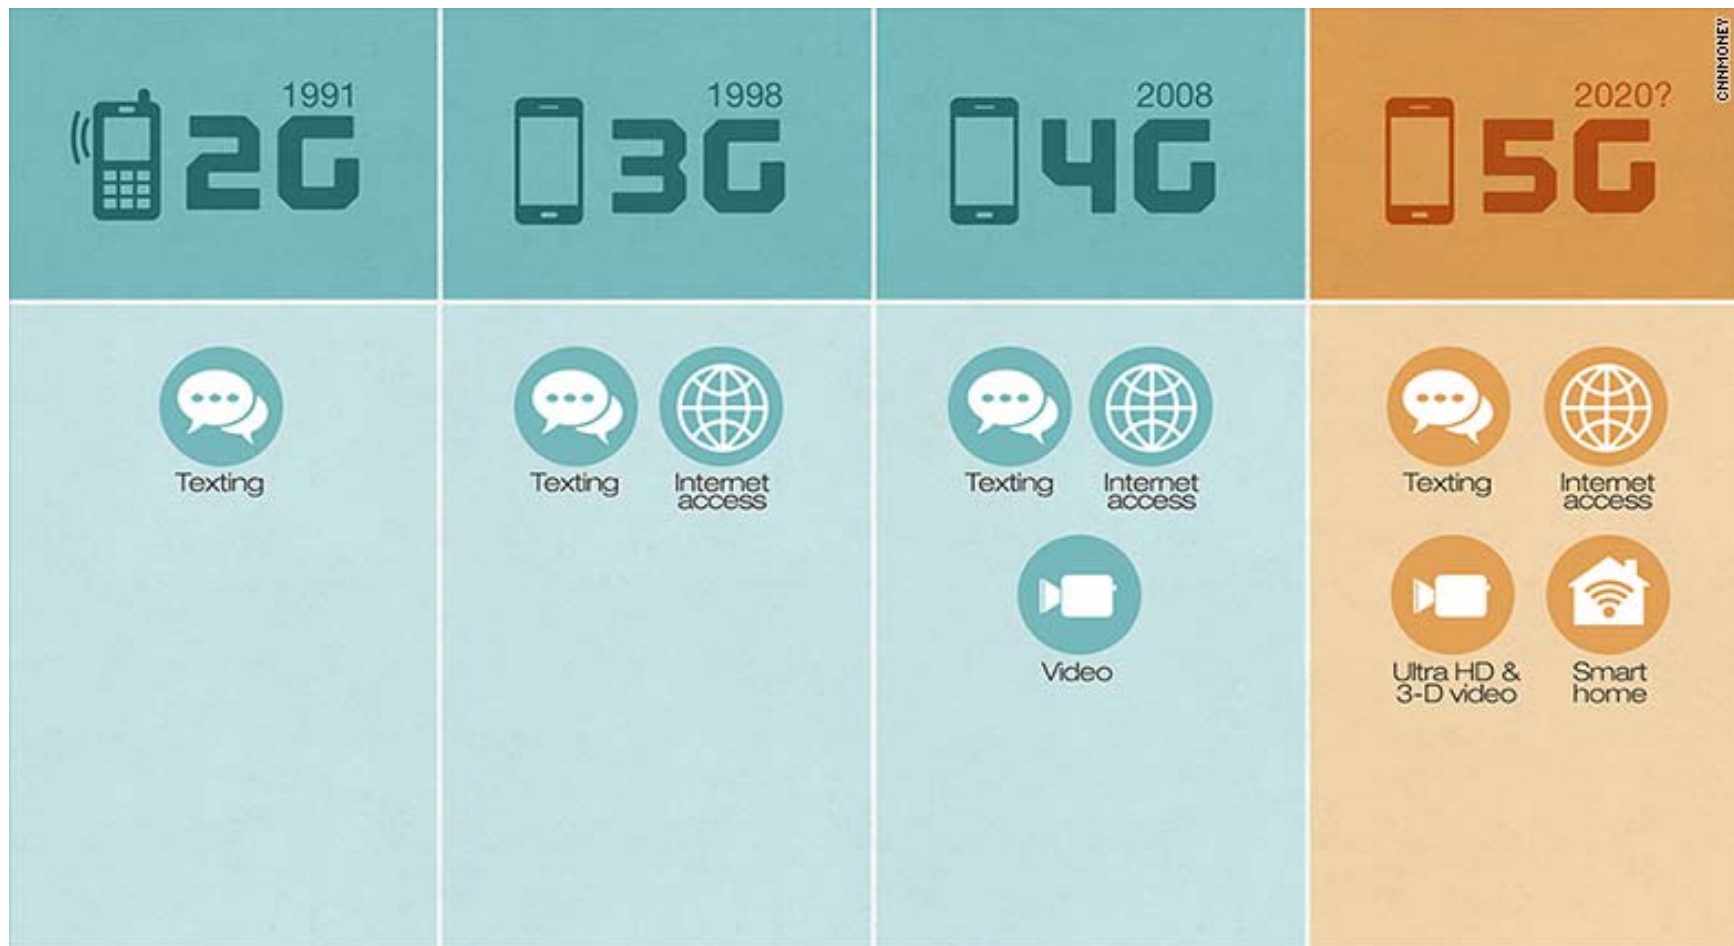 CNNMONEY
1991
2G
1998
3G
2008
4G
2020?
5G
Texting
Texting
Internet
access
Texting
Internet
access
Video
Texting
Internet
access
Ultra HD &
3-D video
Smart
home